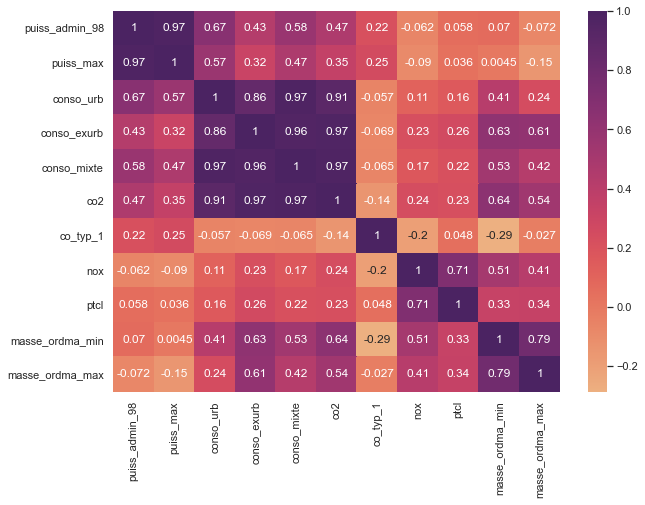 puiss_admin_98 1 0.97 0.67 0.43 0.58 0.47 0.22 -0.062 0.058 0.07 -0.072
puiss_max 0.97 1 0.57 0.32 0.47 0.35 0.25 -0.09 0.036 0.0045 -0.15
conso_urb 0.67 0.57 1 0.86 0.97 0.91 -0.057 0.11 0.16 0.41 0.24
conso_exurb 0.43 0.32 0.86 1 0.96 0.97 -0.069 0.23 0.26 0.63 0.61
conso_mixte 0.58 0.47 0.97 0.96 1 0.97 -0.065 0.17 0.22 0.53 0.42
co2 0.47 0.35 0.91 0.97 0.97 1 -0.14 0.24 0.23 0.64 0.54
co_typ_1 0.22 0.25 -0.057 -0.069 -0.065 -0.14 1 -0.2 0.048 -0.29 -0.027
nox -0.062 -0.09 0.11 0.23 0.17 0.24 -0.2 1 0.71 0.51 0.41
ptcl 0.058 0.036 0.16 0.26 0.22 0.23 0.048 0.71 1 0.33 0.34
masse_ordma_min 0.07 0.0045 0.41 0.63 0.53 0.64 -0.29 0.51 0.33 1 0.79
masse_ordma_max -0.072 -0.15 0.24 0.61 0.42 0.54 -0.027 0.41 0.34 0.79 1
puiss_admin_98
puiss_max
conso_urb
conso_exurb
conso_mixte
co2
co_typ_1
nox
ptcl
masse_ordma_min
masse_ordma_max
1.0
0.8
0.6
0.4
0.2
0.0
−0.2